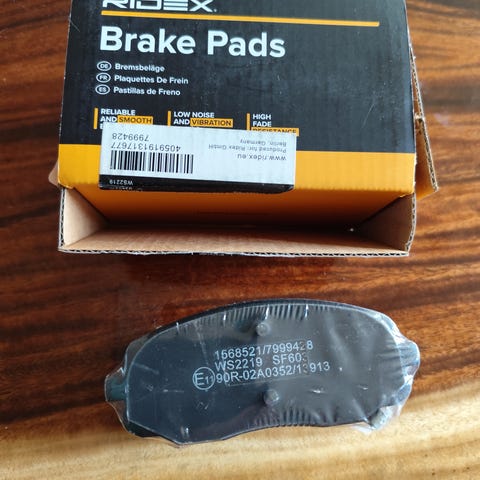 RIDEX
Brake Pads
DE Bremsbeläge
FR Plaquettes De Frein
ES Pastillas de Freno
RELIABLE
AND SMOOTH
LOW NOISE
AND VIBRATION
HIGH
FADE
RESISTANCE
www.ridex.eu
Produced for: Ridex GmbH
Berlin, Germany
4059191317677
7999428
WS2219
1668521/7999428
WS2219 SF603
E11 90R-02A0352/13913